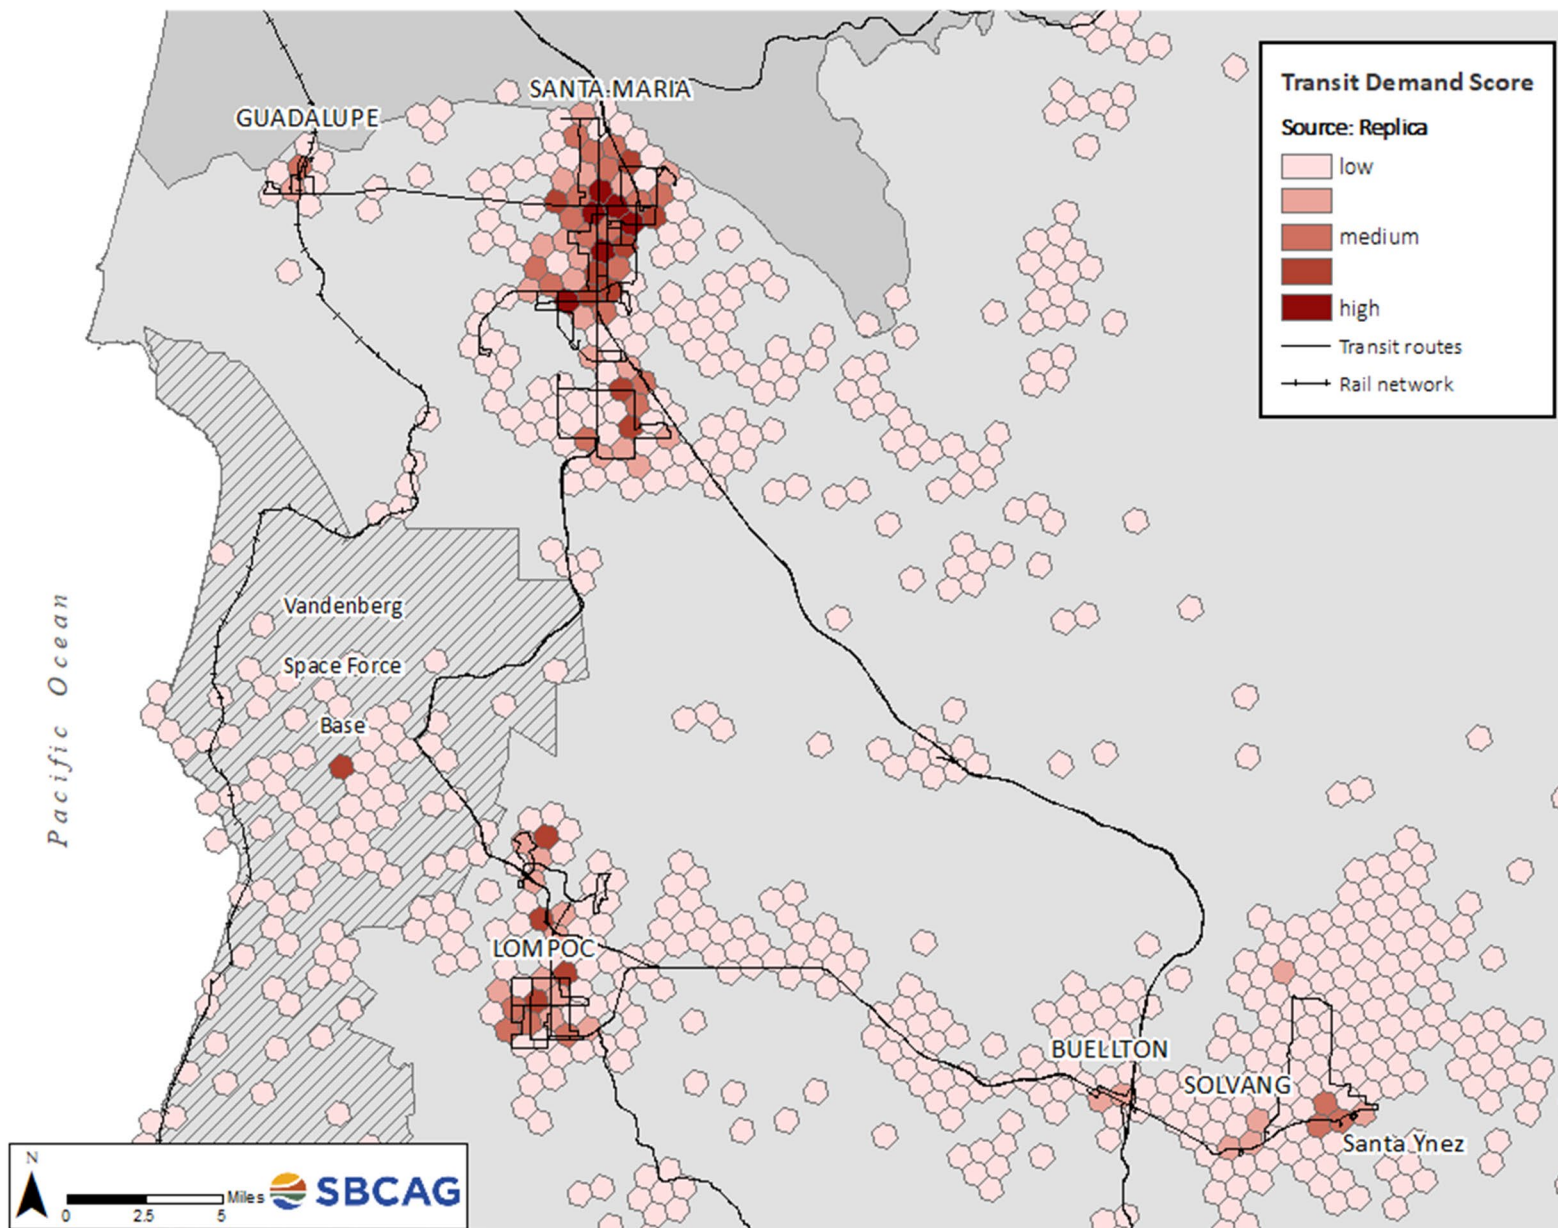 SANTA MARIA
GUADALUPE
Transit Demand Score
Source: Replica
low
medium
high
Transit routes
Rail network
Vandenberg
Space Force
Base
Pacific Ocean
LOMPOC
BUELLTON
SOLVANG
Santa Ynez
N
Miles
0 2.5 5
SBCAG